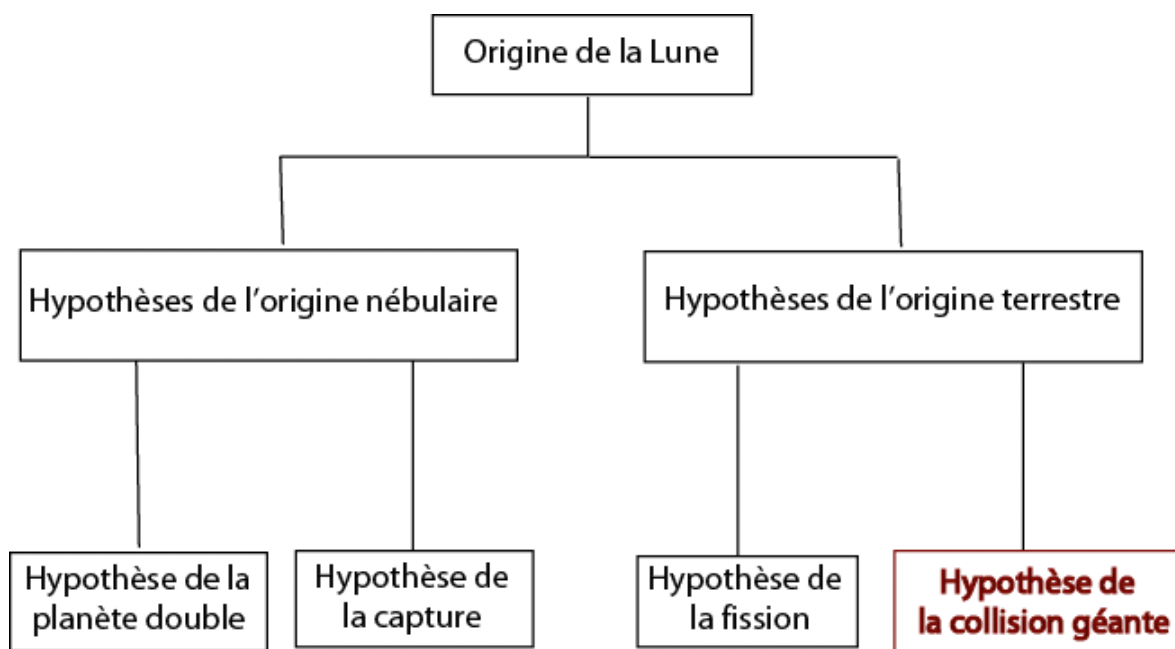 Origine de la Lune
Hypothèses de l’origine nébulaire
Hypothèses de l’origine terrestre
Hypothèse de la
planète double
Hypothèse de
la capture
Hypothèse de
la fission
Hypothèse de
la collision géante